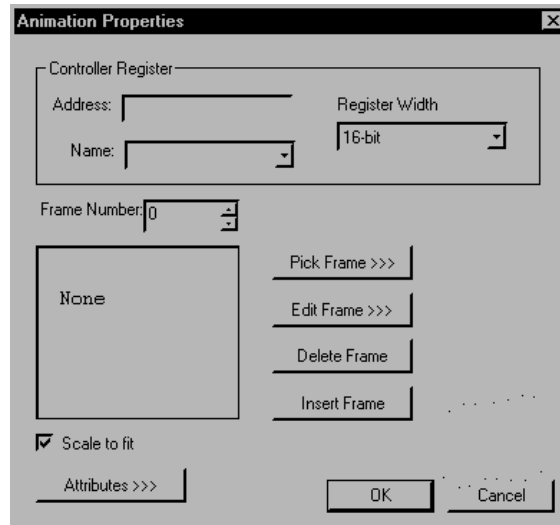 Animation Properties
Controller Register
Address:
Register Width
16-bit
Name:
Frame Number:
0
None
Pick Frame >>>
Edit Frame >>>
Delete Frame
Insert Frame
Scale to fit
Attributes >>>
OK
Cancel